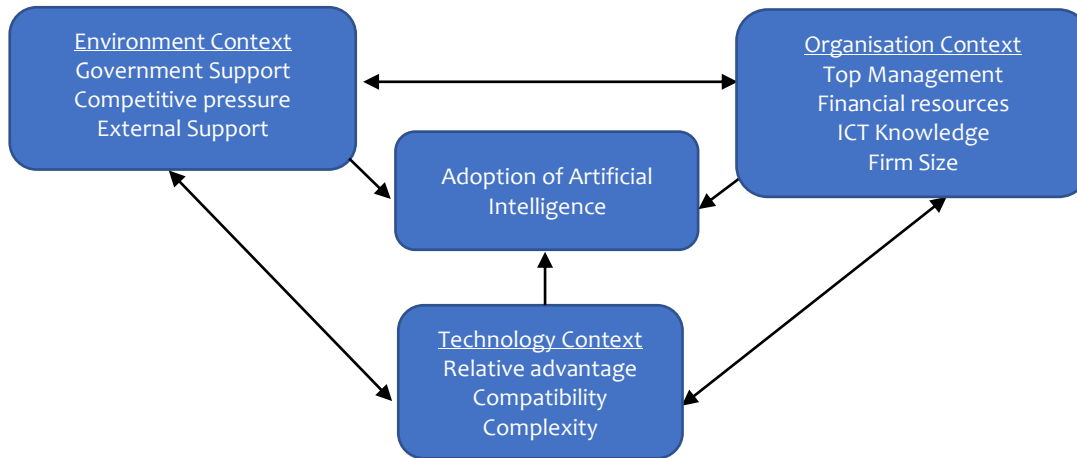 Environment Context
Government Support
Competitive pressure
External Support
Organisation Context
Top Management
Financial resources
ICT Knowledge
Firm Size
Adoption of Artificial
Intelligence
Technology Context
Relative advantage
Compatibility
Complexity